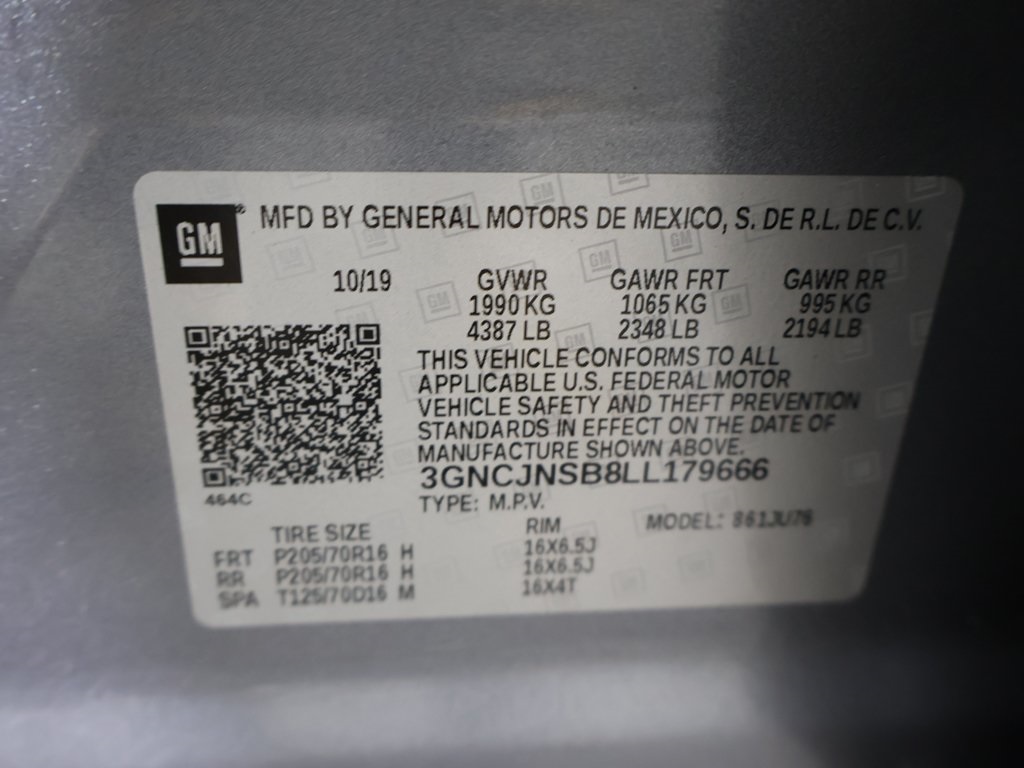 GM® MFD BY GENERAL MOTORS DE MEXICO, S. DE R.L. DE C.V.
10/19 GVWR GAWR FRT GAWR RR
1990 KG 1065 KG 995 KG
4387 LB 2348 LB 2194 LB
THIS VEHICLE CONFORMS TO ALL
APPLICABLE U.S. FEDERAL MOTOR
VEHICLE SAFETY AND THEFT PREVENTION
STANDARDS IN EFFECT ON THE DATE OF
MANUFACTURE SHOWN ABOVE.
3GNCJNSB8LL179666
464C
TYPE: M.P.V.
TIRE SIZE RIM MODEL: 861JU76
FRT P205/70R16 H 16X6.5J
RR P205/70R16 H 16X6.5J
SPA T125/70D16 M 16X4T